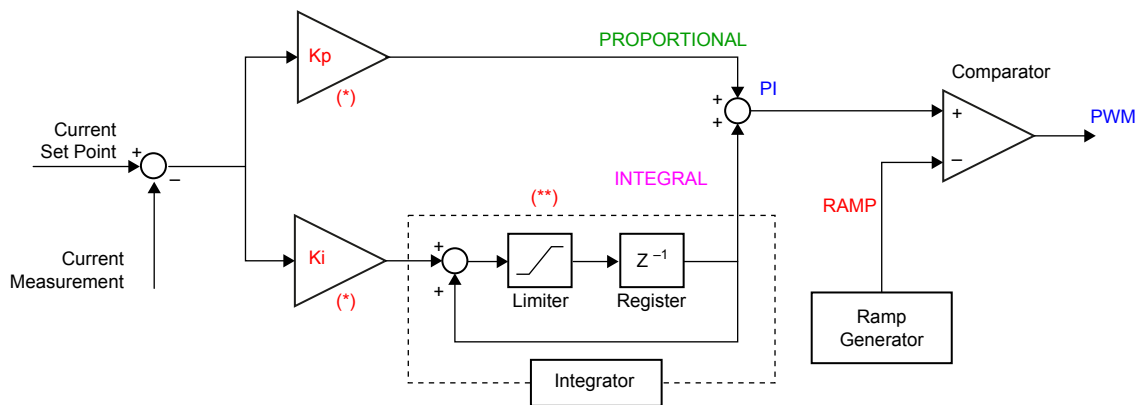 PROPORTIONAL
Kp
(*)
+
+
PI
Comparator
+
−
PWM
Current
Set Point
+
−
INTEGRAL
RAMP
(**)
Current
Measurement
Ki
(*)
+
+
Limiter
Z −1
Register
Ramp
Generator
Integrator